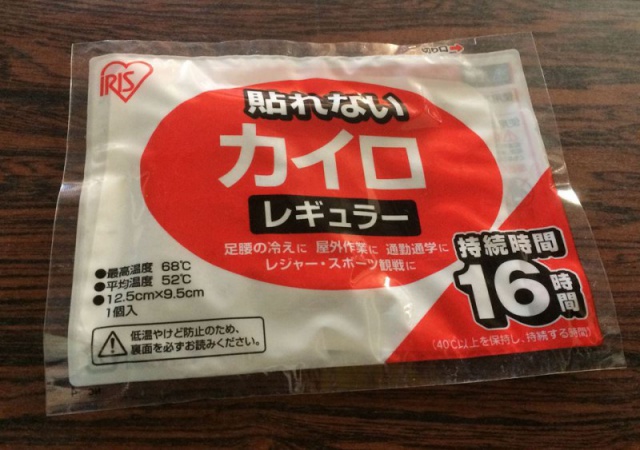 IRIS
貼れない
カイロ
レギュラー
足腰の冷えに 屋外作業に 通勤通学に
レジャー・スポーツ観戦に
●最高温度 68℃
●平均温度 52℃
●12.5cm×9.5cm
1個入
低温やけど防止のため、
裏面を必ずお読みください。
持続時間
16時間
(40℃以上を保持し、持続する時間)